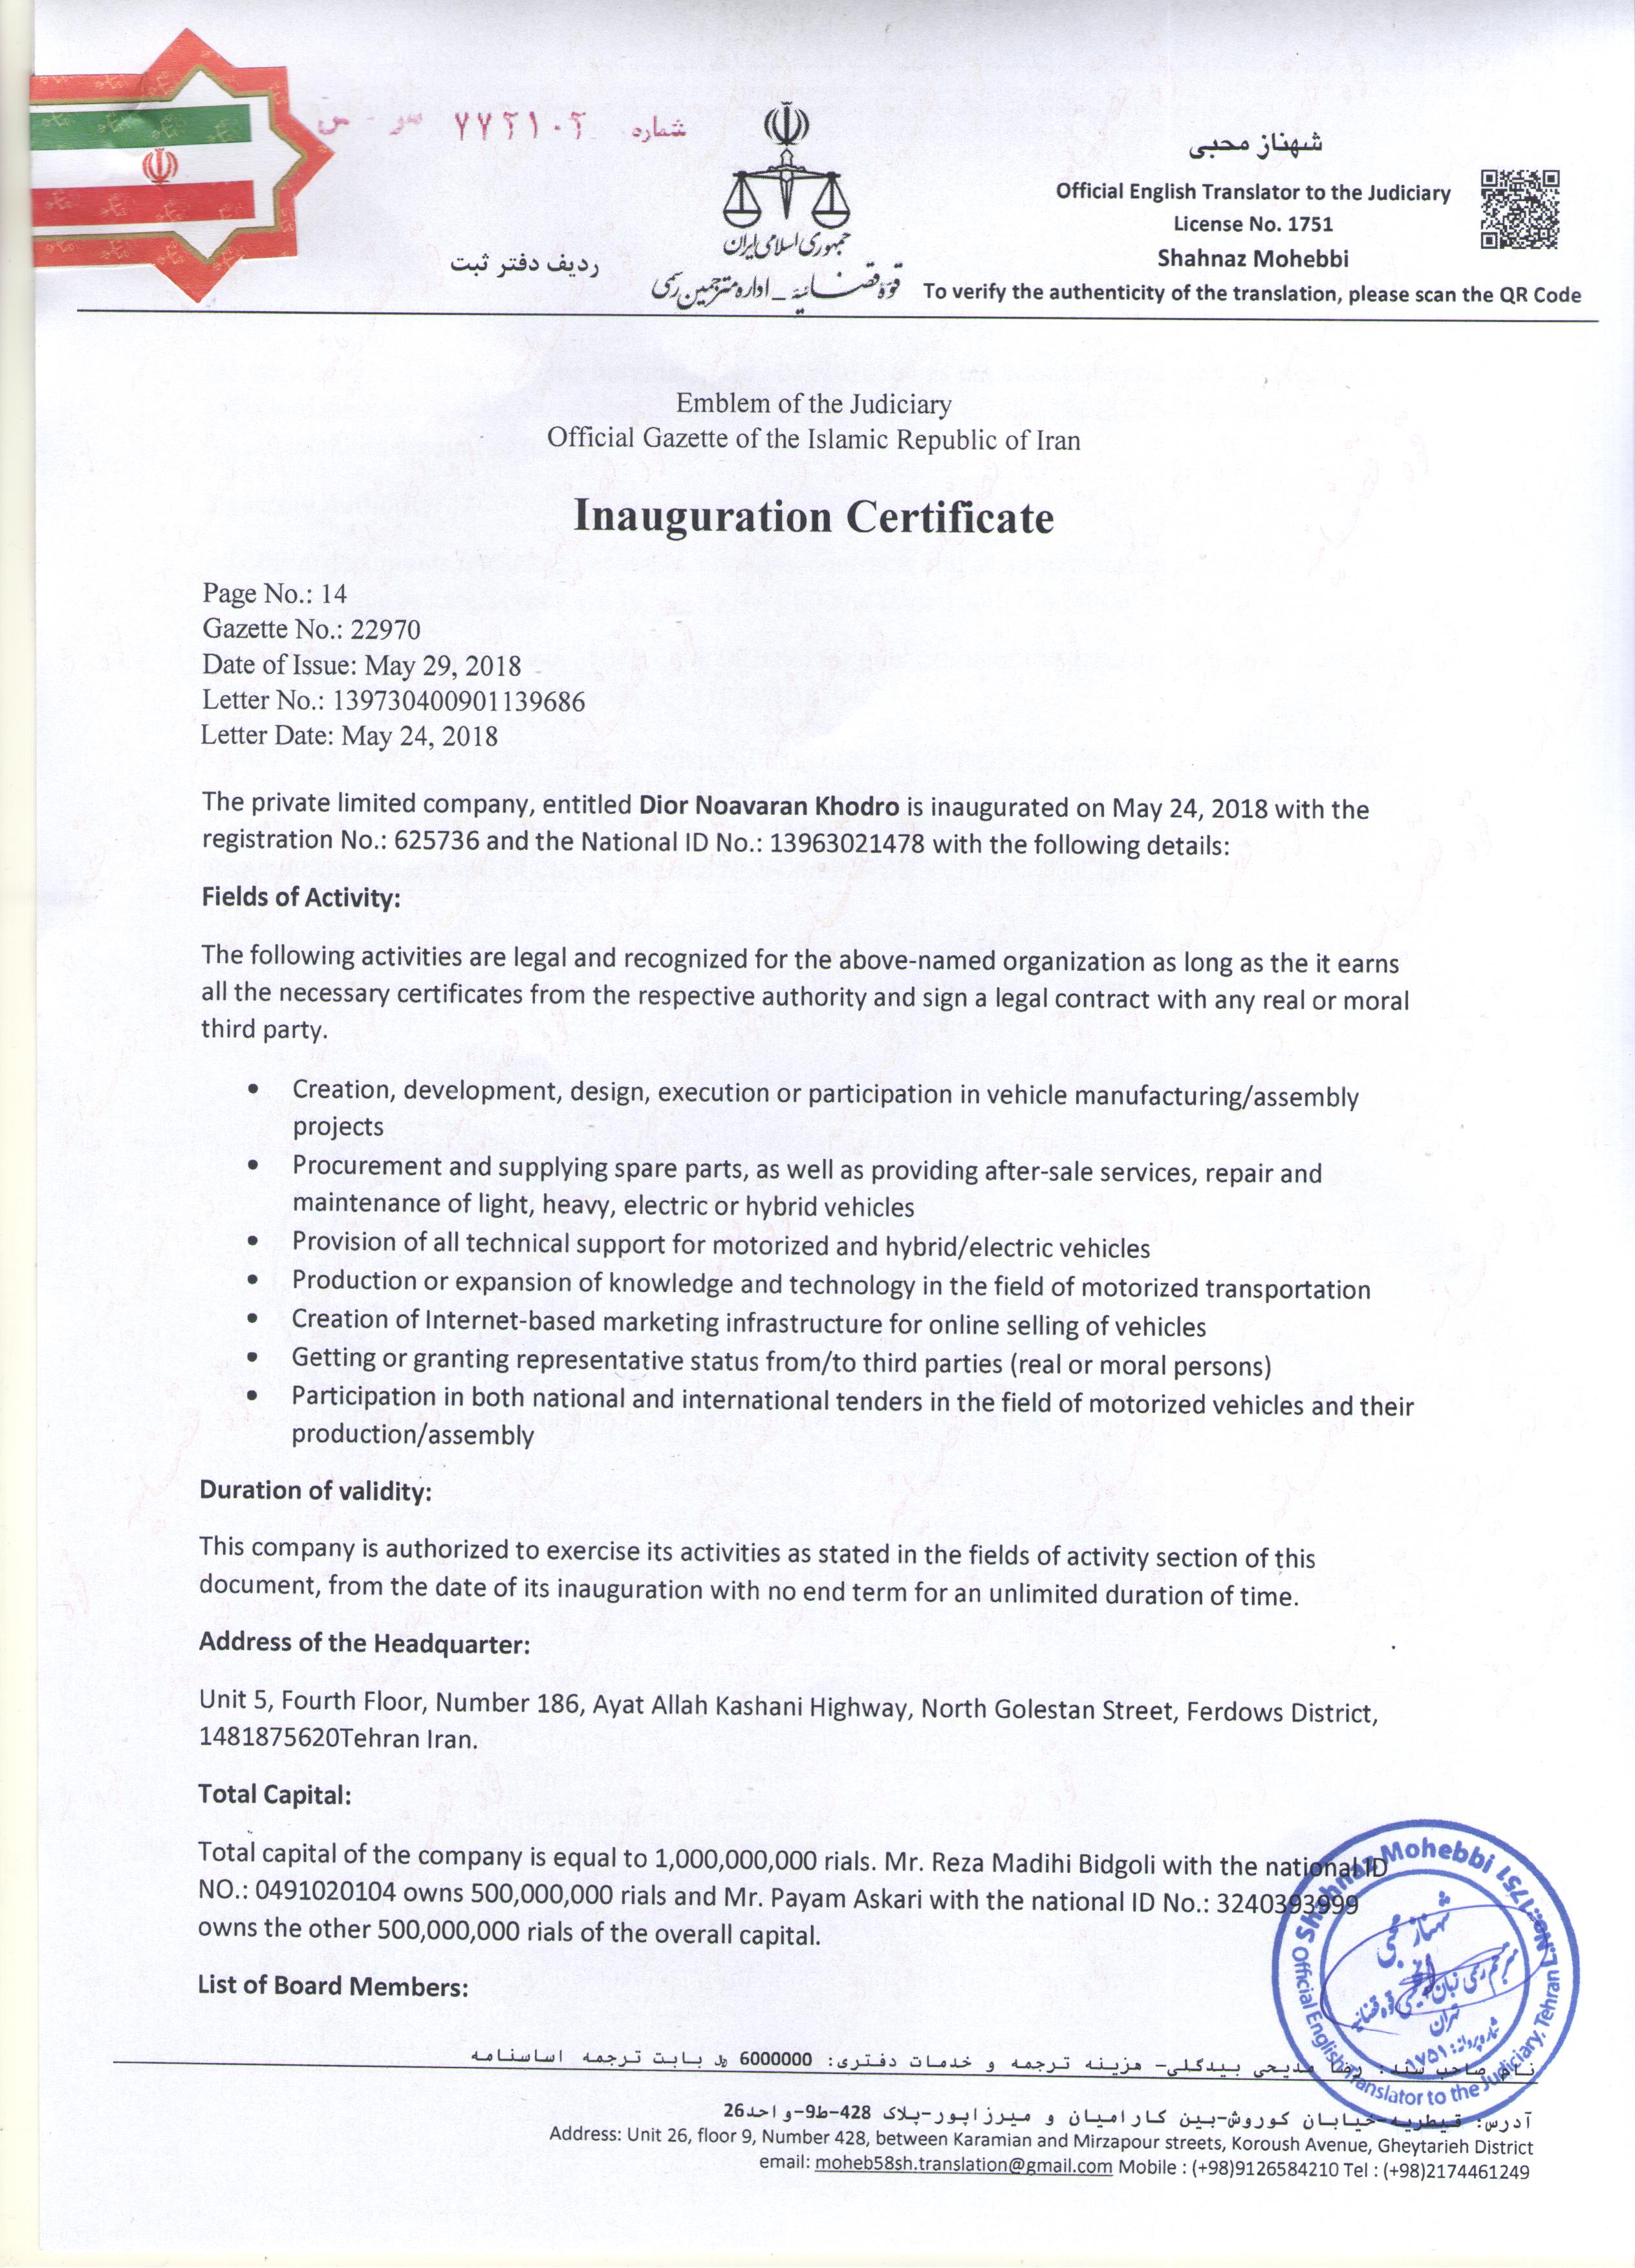 شماره ۷۷۲۱۰۲ س - س
شهناز محبی
Official English Translator to the Judiciary
License No. 1751
Shahnaz Mohebbi
To verify the authenticity of the translation, please scan the QR Code
جمهوری اسلامی ایران
قوه قضائیه _ اداره مترجمین رسمی
ردیف دفتر ثبت
Emblem of the Judiciary
Official Gazette of the Islamic Republic of Iran
Inauguration Certificate
Page No.: 14
Gazette No.: 22970
Date of Issue: May 29, 2018
Letter No.: 139730400901139686
Letter Date: May 24, 2018
The private limited company, entitled Dior Noavaran Khodro is inaugurated on May 24, 2018 with the
registration No.: 625736 and the National ID No.: 13963021478 with the following details:
Fields of Activity:
The following activities are legal and recognized for the above-named organization as long as the it earns
all the necessary certificates from the respective authority and sign a legal contract with any real or moral
third party.
• Creation, development, design, execution or participation in vehicle manufacturing/assembly
projects
• Procurement and supplying spare parts, as well as providing after-sale services, repair and
maintenance of light, heavy, electric or hybrid vehicles
• Provision of all technical support for motorized and hybrid/electric vehicles
• Production or expansion of knowledge and technology in the field of motorized transportation
• Creation of Internet-based marketing infrastructure for online selling of vehicles
• Getting or granting representative status from/to third parties (real or moral persons)
• Participation in both national and international tenders in the field of motorized vehicles and their
production/assembly
Duration of validity:
This company is authorized to exercise its activities as stated in the fields of activity section of this
document, from the date of its inauguration with no end term for an unlimited duration of time.
Address of the Headquarter:
Unit 5, Fourth Floor, Number 186, Ayat Allah Kashani Highway, North Golestan Street, Ferdows District,
1481875620Tehran Iran.
Total Capital:
Total capital of the company is equal to 1,000,000,000 rials. Mr. Reza Madihi Bidgoli with the national ID
NO.: 0491020104 owns 500,000,000 rials and Mr. Payam Askari with the national ID No.: 3240393999
owns the other 500,000,000 rials of the overall capital.
List of Board Members:
Shahnaz Mohebbi L.No.:1751
Official English Translator to the Judiciary, Tehran
شهناز محبی
مترجم رسمی زبان انگلیسی قوه قضائیه
تهران
شماره پروانه: ۱۷۵۱
نام صاحب سند: رضا مدیحی بیدگلی- هزینه ترجمه و خدمات دفتری: 6000000 ﷼ بابت ترجمه اساسنامه
آدرس: قیطریه-خیابان کوروش-بین کارامیان و میرزاپور-پلاک 428-ط9-واحد26
Address: Unit 26, floor 9, Number 428, between Karamian and Mirzapour streets, Koroush Avenue, Gheytarieh District
email: moheb58sh.translation@gmail.com Mobile : (+98)9126584210 Tel : (+98)2174461249